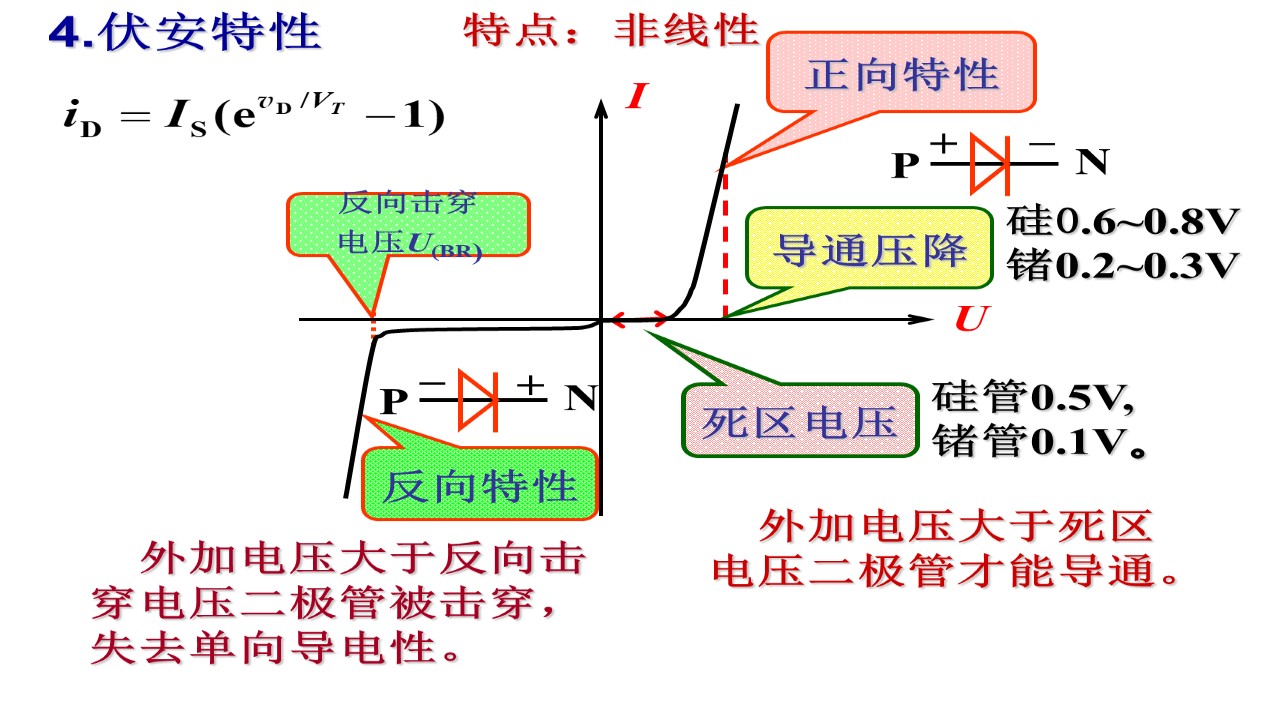 4.伏安特性
特点：非线性
正向特性
i_D = I_S(e^{v_D/V_T} −1)
I
P + − N
反向击穿
电压U(BR)
导通压降
硅0.6~0.8V
锗0.2~0.3V
U
P − + N
死区电压
硅管0.5V,
锗管0.1V。
反向特性
外加电压大于死区
电压二极管才能导通。
外加电压大于反向击
穿电压二极管被击穿，
失去单向导电性。